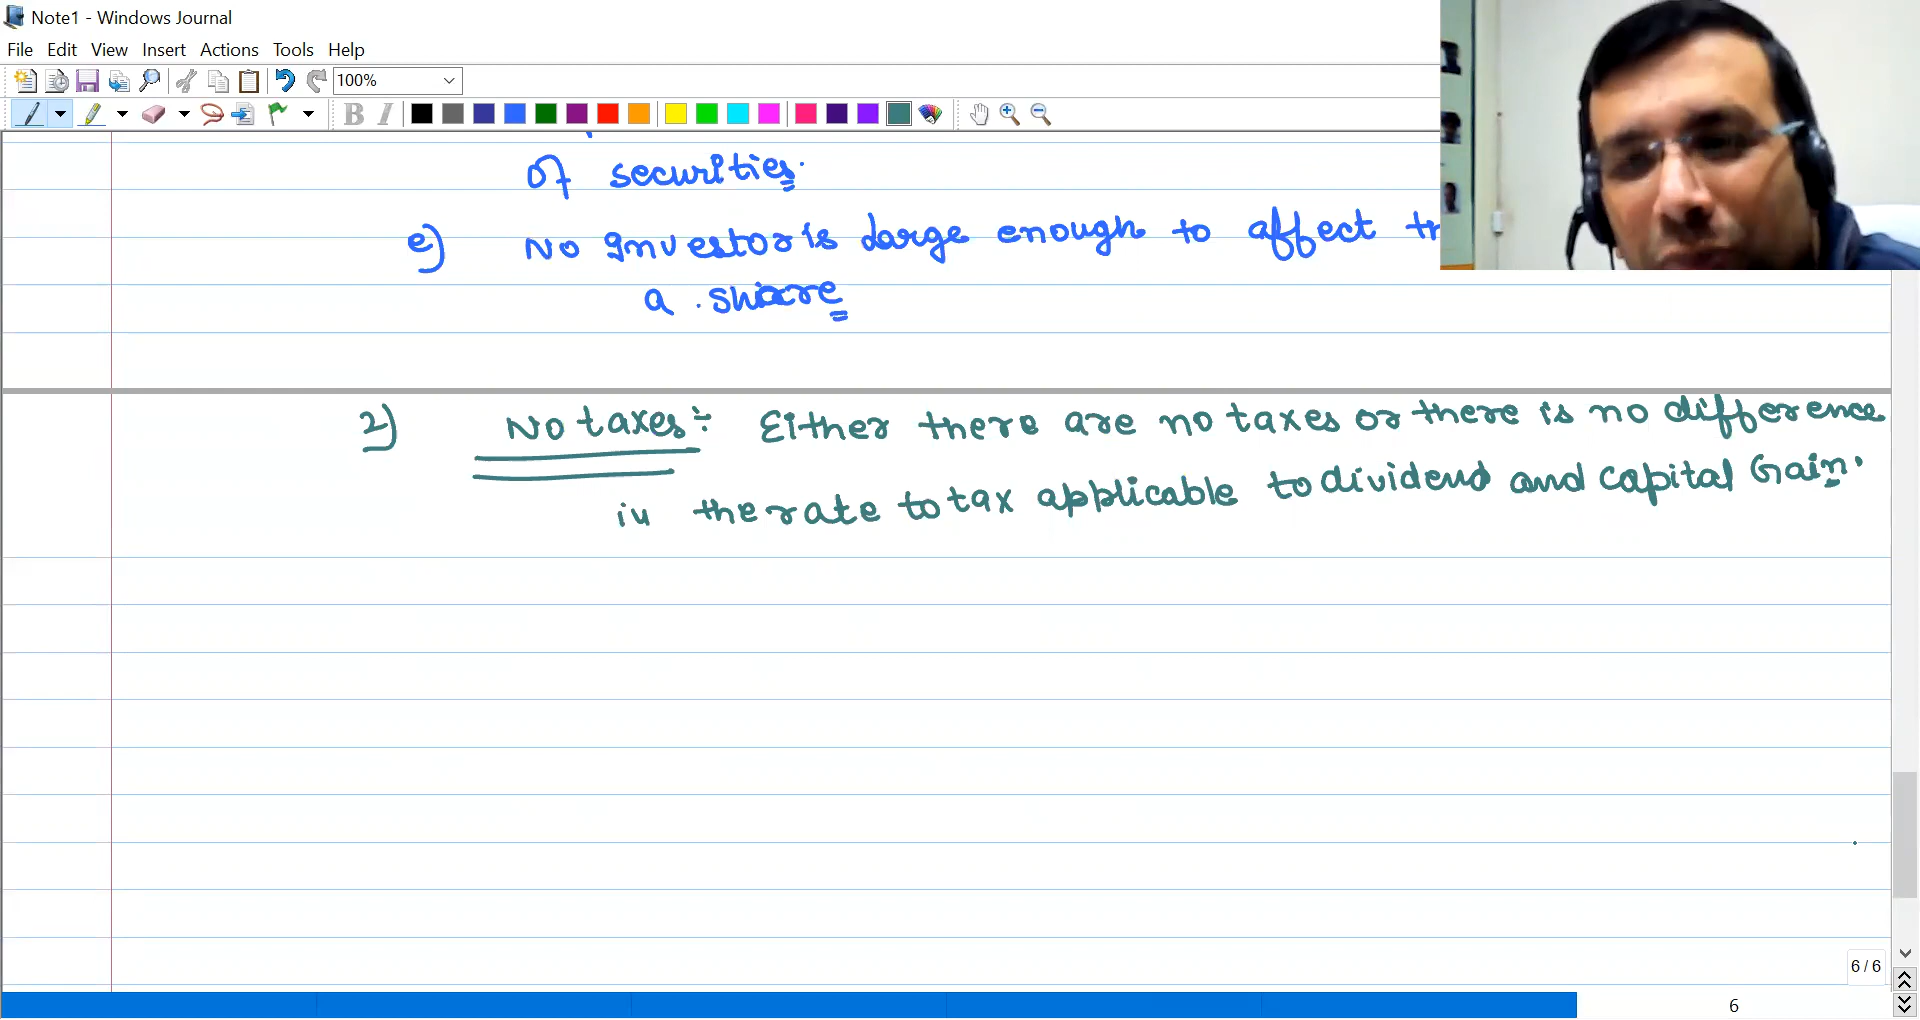 Note1 - Windows Journal
File Edit View Insert Actions Tools Help
100%
B I
of securities.
e) No Investor is large enough to affect
a share
2) No taxes: Either there are no taxes or there is no difference
in the rate to tax applicable to dividend and capital Gain.
6 / 6
6